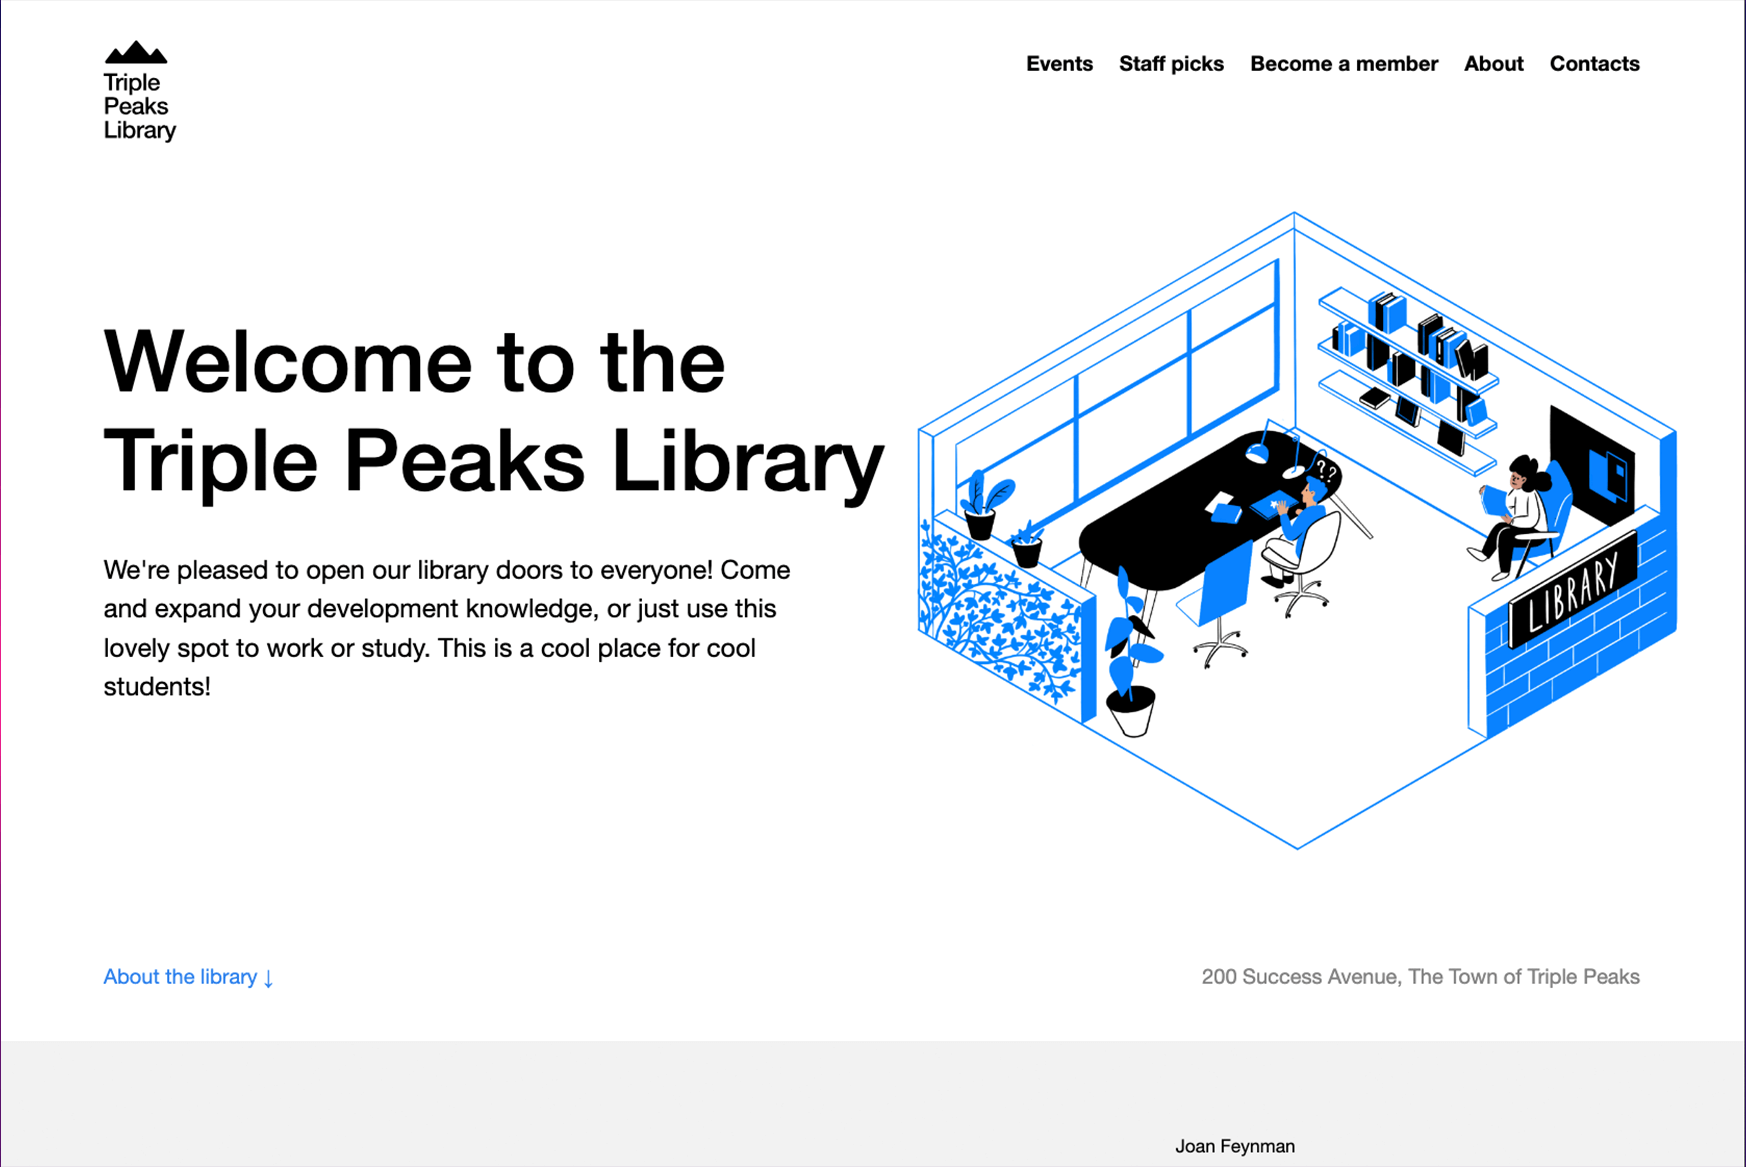 Triple
Peaks
Library
Events Staff picks Become a member About Contacts
Welcome to the
Triple Peaks Library
We're pleased to open our library doors to everyone! Come
and expand your development knowledge, or just use this
lovely spot to work or study. This is a cool place for cool
students!
??
LIBRARY
About the library ↓
200 Success Avenue, The Town of Triple Peaks
Joan Feynman